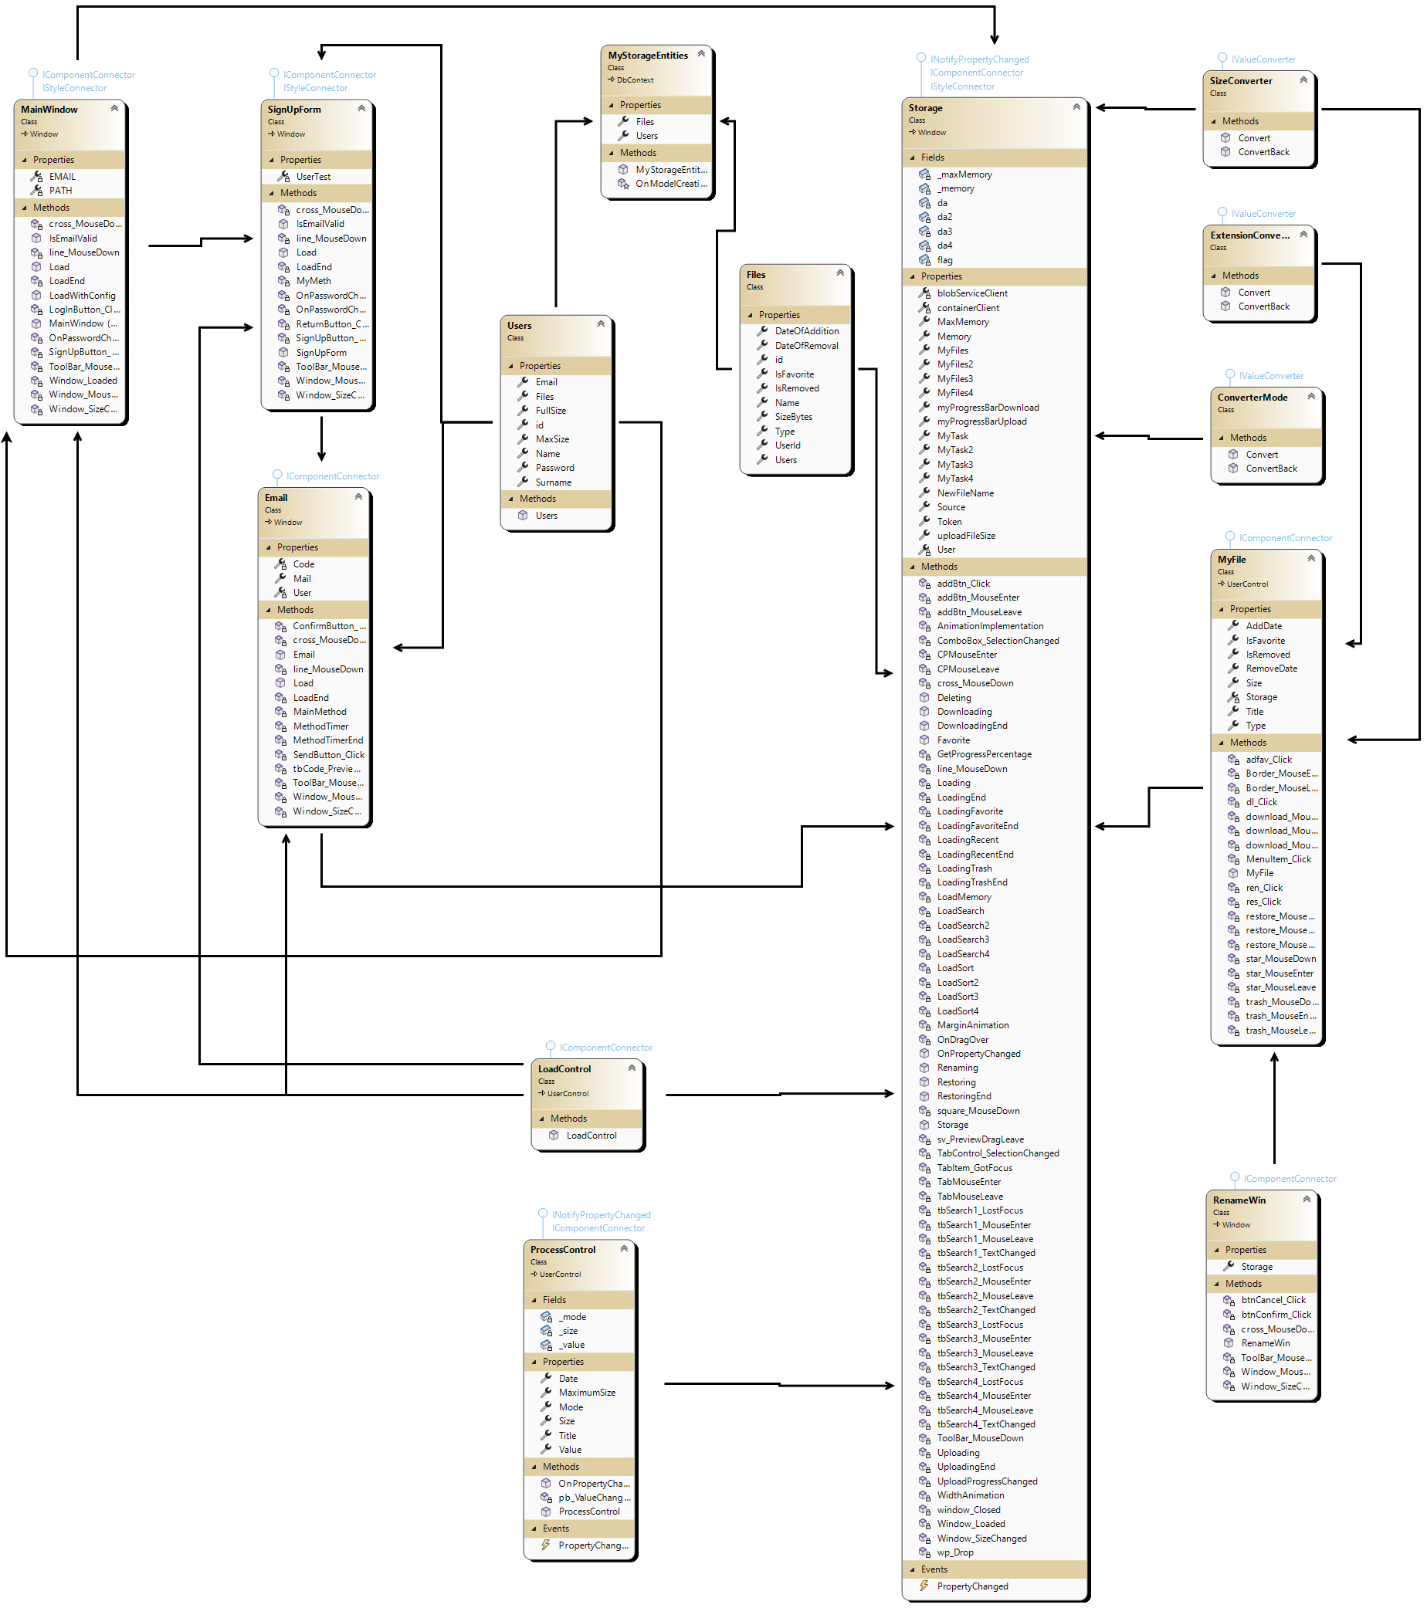 IComponentConnector
IStyleConnector
MainWindow
Class
Window
Properties
EMAIL
PATH
Methods
cross_MouseDo...
IsEmailValid
line_MouseDown
Load
LoadEnd
LoadWithConfig
LogInButton_Cl...
MainWindow (...
OnPasswordCh...
SignUpButton_...
ToolBar_Mouse...
Window_Loaded
Window_Mous...
Window_SizeC...
IComponentConnector
IStyleConnector
SignUpForm
Class
Window
Properties
UserTest
Methods
cross_MouseDo...
IsEmailValid
line_MouseDown
Load
LoadEnd
MyMeth
OnPasswordCh...
OnPasswordCh...
ReturnButton_C...
SignUpButton_...
SignUpForm
ToolBar_Mouse...
Window_Mous...
Window_SizeC...
IComponentConnector
Email
Class
Window
Properties
Code
Mail
User
Methods
ConfirmButton_...
cross_MouseDo...
Email
line_MouseDown
Load
LoadEnd
MainMethod
MethodTimer
MethodTimerEnd
SendButton_Click
tbCode_Previe...
ToolBar_Mouse...
Window_Mous...
Window_SizeC...
MyStorageEntities
Class
DbContext
Properties
Files
Users
Methods
MyStorageEntit...
OnModelCreati...
Users
Class
Properties
Email
Files
FullSize
id
MaxSize
Name
Password
Surname
Methods
Users
Files
Class
Properties
DateOfAddition
DateOfRemoval
id
IsFavorite
IsRemoved
Name
SizeBytes
Type
UserId
Users
IComponentConnector
LoadControl
Class
UserControl
Methods
LoadControl
INotifyPropertyChanged
IComponentConnector
ProcessControl
Class
UserControl
Fields
_mode
_size
_value
Properties
Date
MaximumSize
Mode
Size
Title
Value
Methods
OnPropertyCha...
pb_ValueChang...
ProcessControl
Events
PropertyChang...
INotifyPropertyChanged
IComponentConnector
IStyleConnector
Storage
Class
Window
Fields
_maxMemory
_memory
da
da2
da3
da4
flag
Properties
blobServiceClient
containerClient
MaxMemory
Memory
MyFiles
MyFiles2
MyFiles3
MyFiles4
myProgressBarDownload
myProgressBarUpload
MyTask
MyTask2
MyTask3
MyTask4
NewFileName
Source
Token
uploadFileSize
User
Methods
addBtn_Click
addBtn_MouseEnter
addBtn_MouseLeave
AnimationImplementation
ComboBox_SelectionChanged
CPMouseEnter
CPMouseLeave
cross_MouseDown
Deleting
Downloading
DownloadingEnd
Favorite
GetProgressPercentage
line_MouseDown
Loading
LoadingEnd
LoadingFavorite
LoadingFavoriteEnd
LoadingRecent
LoadingRecentEnd
LoadingTrash
LoadingTrashEnd
LoadMemory
LoadSearch
LoadSearch2
LoadSearch3
LoadSearch4
LoadSort
LoadSort2
LoadSort3
LoadSort4
MarginAnimation
OnDragOver
OnPropertyChanged
Renaming
Restoring
RestoringEnd
square_MouseDown
Storage
sv_PreviewDragLeave
TabControl_SelectionChanged
TabItem_GotFocus
TabMouseEnter
TabMouseLeave
tbSearch1_LostFocus
tbSearch1_MouseEnter
tbSearch1_MouseLeave
tbSearch1_TextChanged
tbSearch2_LostFocus
tbSearch2_MouseEnter
tbSearch2_MouseLeave
tbSearch2_TextChanged
tbSearch3_LostFocus
tbSearch3_MouseEnter
tbSearch3_MouseLeave
tbSearch3_TextChanged
tbSearch4_LostFocus
tbSearch4_MouseEnter
tbSearch4_MouseLeave
tbSearch4_TextChanged
ToolBar_MouseDown
Uploading
UploadingEnd
UploadProgressChanged
WidthAnimation
window_Closed
Window_Loaded
Window_SizeChanged
wp_Drop
Events
PropertyChanged
IValueConverter
SizeConverter
Class
Methods
Convert
ConvertBack
IValueConverter
ExtensionConve...
Class
Methods
Convert
ConvertBack
IValueConverter
ConverterMode
Class
Methods
Convert
ConvertBack
IComponentConnector
MyFile
Class
UserControl
Properties
AddDate
IsFavorite
IsRemoved
RemoveDate
Size
Storage
Title
Type
Methods
adfav_Click
Border_MouseE...
Border_MouseL...
dl_Click
download_Mou...
download_Mou...
download_Mou...
MenuItem_Click
MyFile
ren_Click
res_Click
restore_Mouse...
restore_Mouse...
restore_Mouse...
star_MouseDown
star_MouseEnter
star_MouseLeave
trash_MouseDo...
trash_MouseEn...
trash_MouseLe...
IComponentConnector
RenameWin
Class
Window
Properties
Storage
Methods
btnCancel_Click
btnConfirm_Click
cross_MouseDo...
RenameWin
ToolBar_Mouse...
Window_Mous...
Window_SizeC...